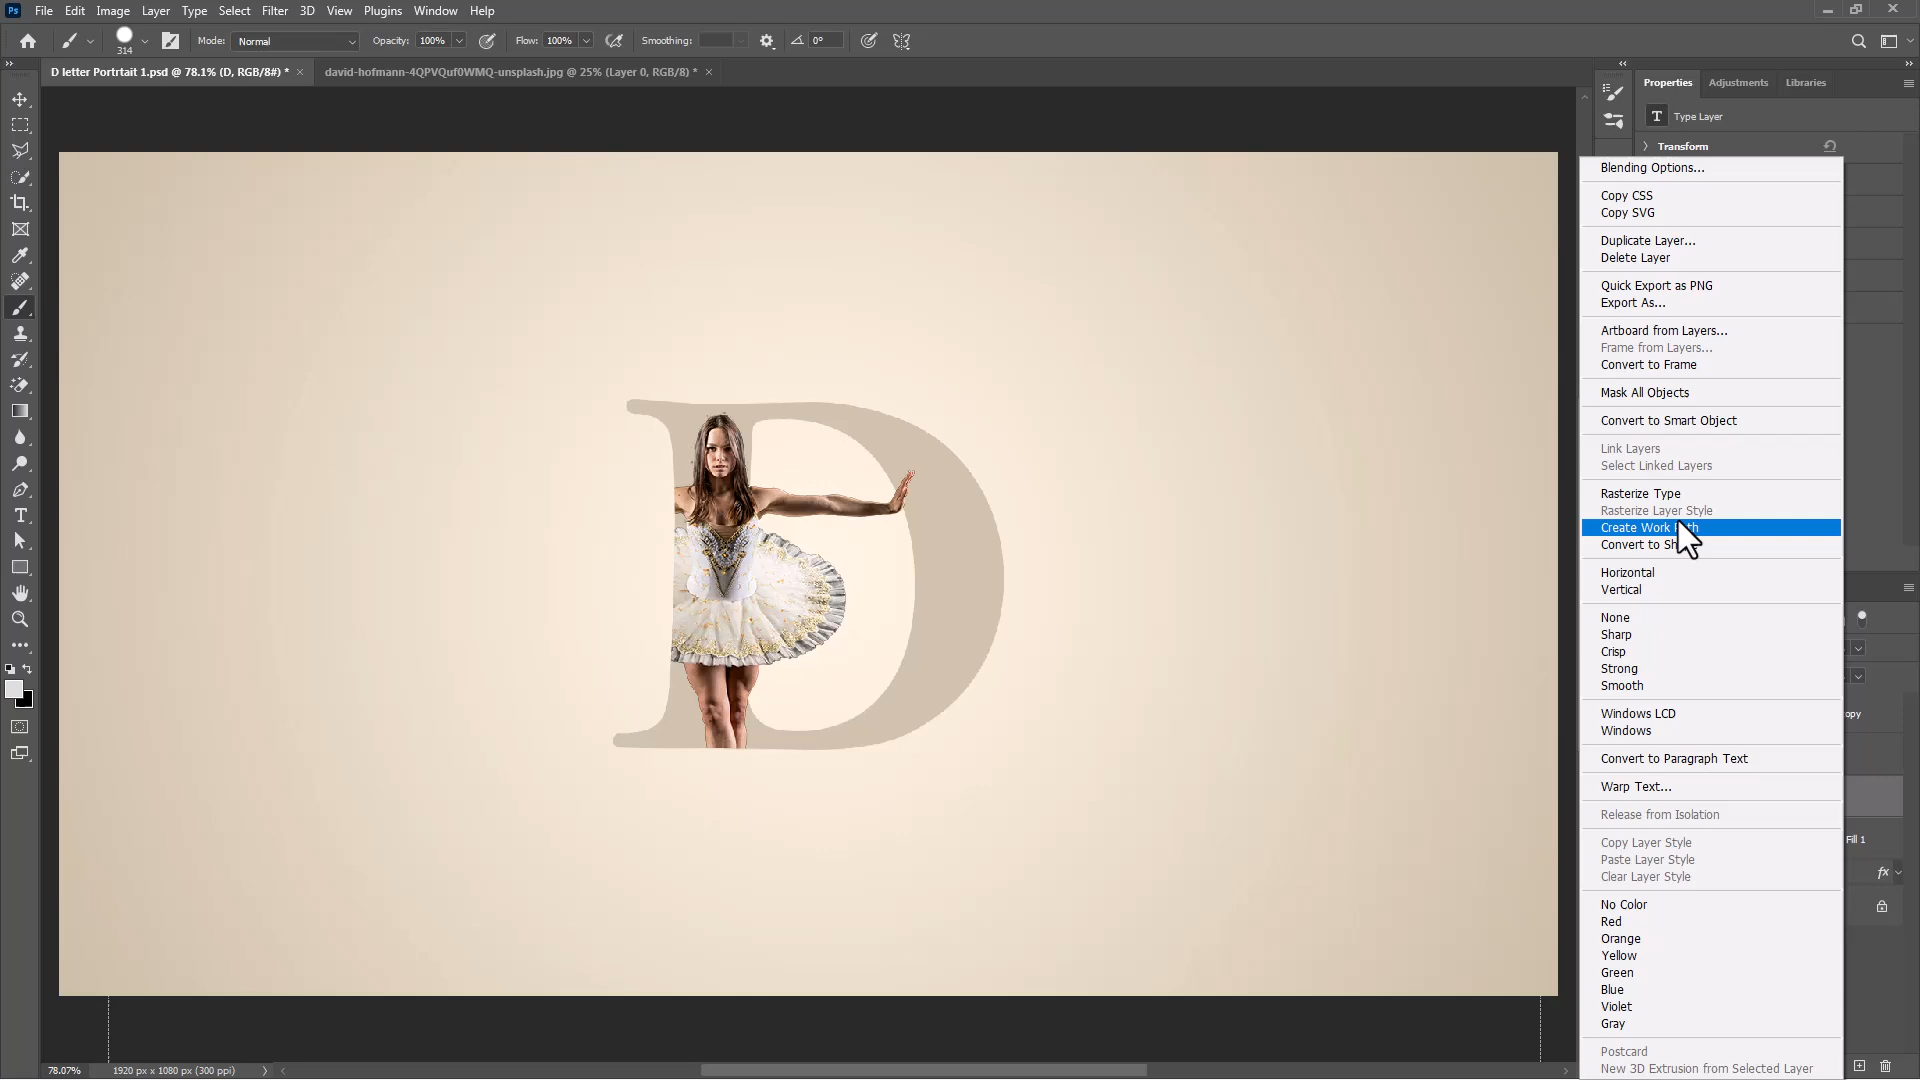 Ps File Edit Image Layer Type Select Filter 3D View Plugins Window Help
314 Mode: Normal Opacity: 100% Flow: 100% Smoothing: 0°
D letter Portrtait 1.psd @ 78.1% (D, RGB/8#) * × david-hofmann-4QPVQuf0WMQ-unsplash.jpg @ 25% (Layer 0, RGB/8) * ×
Properties Adjustments Libraries
T Type Layer
Transform
Blending Options...
Copy CSS
Copy SVG
Duplicate Layer...
Delete Layer
Quick Export as PNG
Export As...
Artboard from Layers...
Frame from Layers...
Convert to Frame
Mask All Objects
Convert to Smart Object
Link Layers
Select Linked Layers
Rasterize Type
Rasterize Layer Style
Create Work
Convert to
Horizontal
Vertical
None
Sharp
Crisp
Strong
Smooth
Windows LCD
Windows
Convert to Paragraph Text
Warp Text...
Release from Isolation
Copy Layer Style
Paste Layer Style
Clear Layer Style
No Color
Red
Orange
Yellow
Green
Blue
Violet
Gray
Postcard
New 3D Extrusion from Selected Layer
opy
Fill 1
fx
D
78.07% 1920 px x 1080 px (300 ppi)